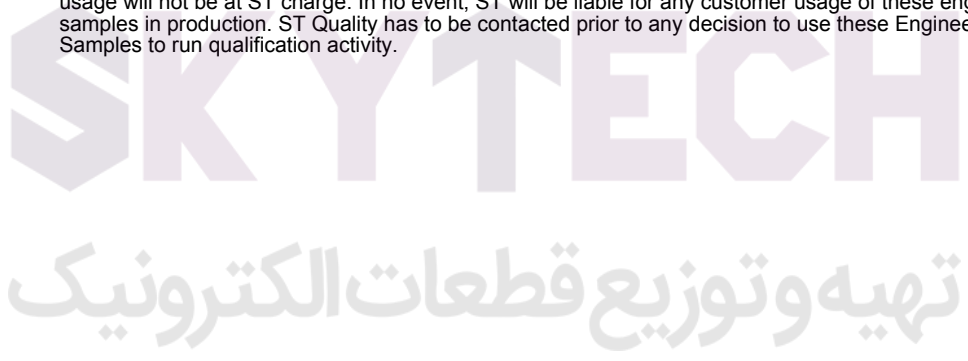 usage will not be at ST charge. In no event, ST will be liable for any customer usage of these eng
samples in production. ST Quality has to be contacted prior to any decision to use these Enginee
Samples to run qualification activity.
SKYTECH
تهیه و توزیع قطعات الکترونیک